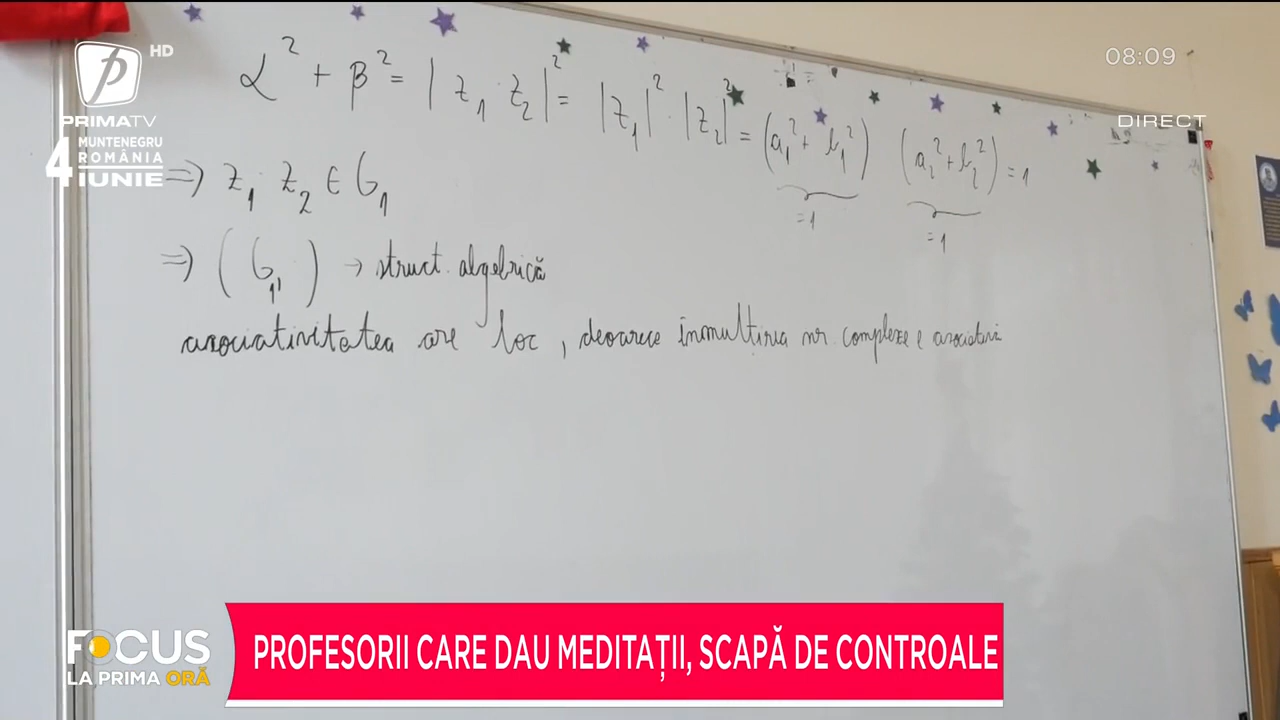 α² + β² = |z₁ · z₂|² = |z₁|² · |z₂|² = (a₁² + b₁²) (a₂² + b₂²) = 1
=1
=1
⇒ z₁ · z₂ ∈ G₁
⇒ (G₁, ·) → struct. algebrică
asociativitatea are loc, deoarece înmulțirea nr. complexe e asociativă
PRIMATV
HD
4
MUNTENEGRU
ROMÂNIA
IUNIE
08:09
DIRECT
FOCUS
LA PRIMA ORĂ
PROFESORII CARE DAU MEDITAȚII, SCAPĂ DE CONTROALE